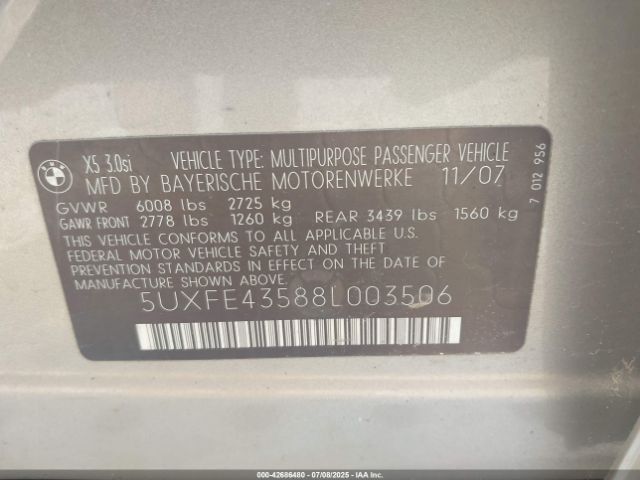 BMW
X5 3.0si VEHICLE TYPE: MULTIPURPOSE PASSENGER VEHICLE
MFD BY BAYERISCHE MOTORENWERKE 11/07
GVWR 6008 lbs 2725 kg
GAWR FRONT 2778 lbs 1260 kg REAR 3439 lbs 1560 kg
THIS VEHICLE CONFORMS TO ALL APPLICABLE U.S.
FEDERAL MOTOR VEHICLE SAFETY AND THEFT
PREVENTION STANDARDS IN EFFECT ON THE DATE OF
MANUFACTURE SHOWN ABOVE.
5UXFE43588L003506
7 012 956
000-42686480 - 07/08/2025 - IAA Inc.